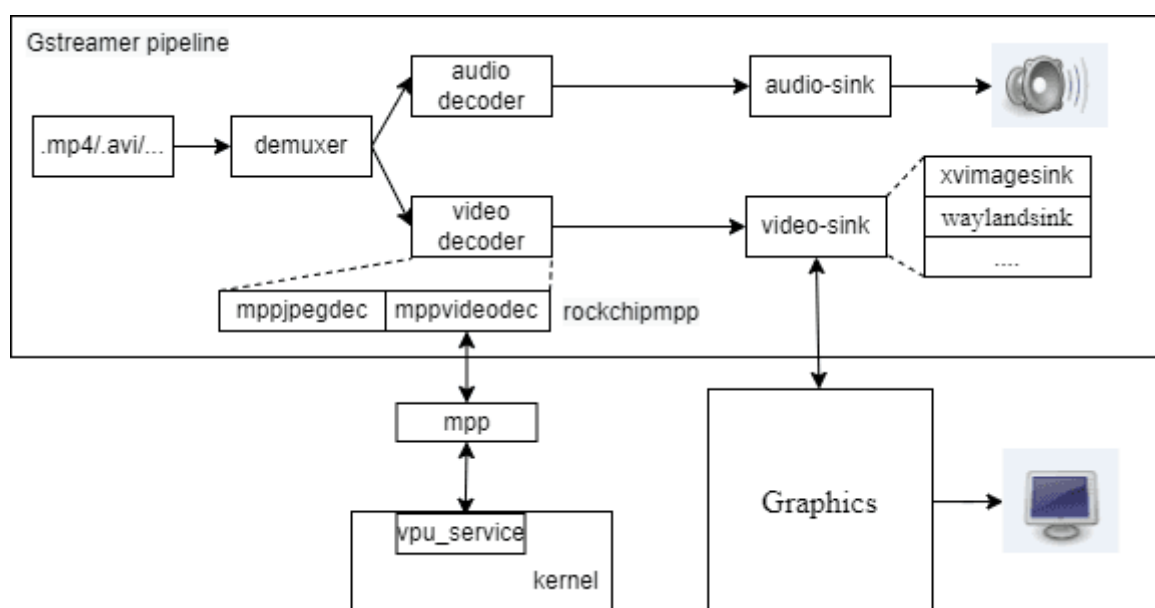 Gstreamer pipeline
audio
decoder
audio-sink
.mp4/.avi/...
demuxer
xvimagesink
video
decoder
video-sink
waylandsink
....
mppjpegdec
mppvideodec
rockchipmpp
mpp
Graphics
vpu_service
kernel